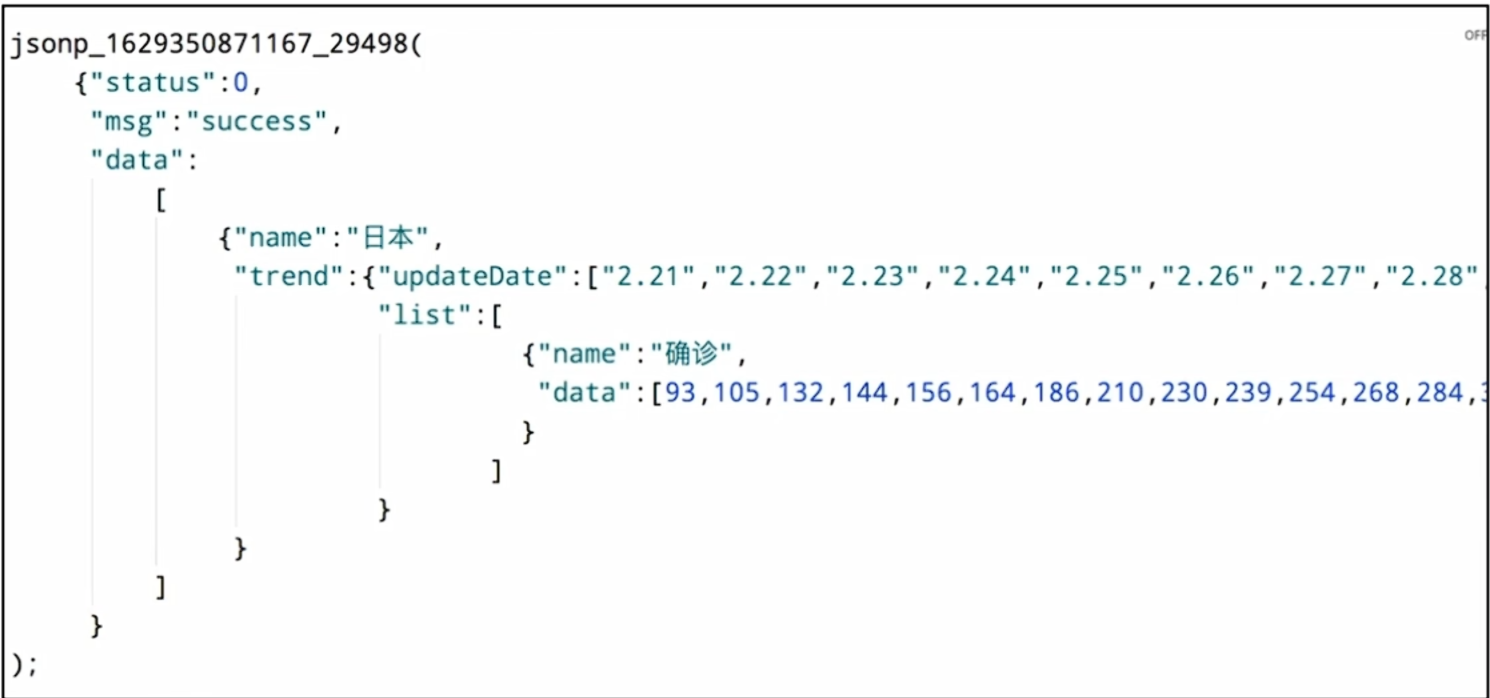 jsonp_1629350871167_29498(
OFF
{"status":0,
"msg":"success",
"data":
[
{"name":"日本",
"trend":{"updateDate":["2.21","2.22","2.23","2.24","2.25","2.26","2.27","2.28"
"list":[
{"name":"确诊",
"data":[93,105,132,144,156,164,186,210,230,239,254,268,284,
}
]
}
}
]
}
);